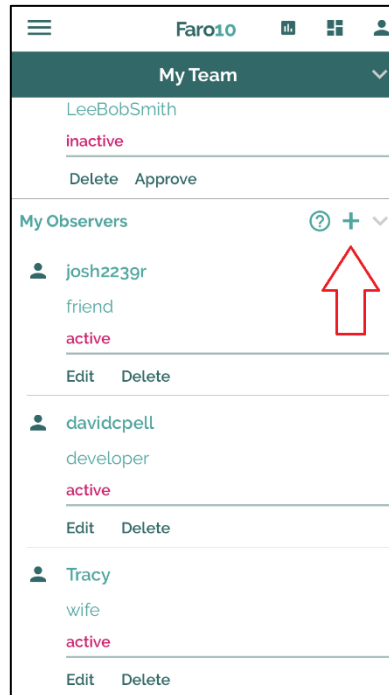 Faro10
My Team
LeeBobSmith
inactive
Delete Approve
My Observers ? +
josh2239r
friend
active
Edit Delete
davidcpell
developer
active
Edit Delete
Tracy
wife
active
Edit Delete